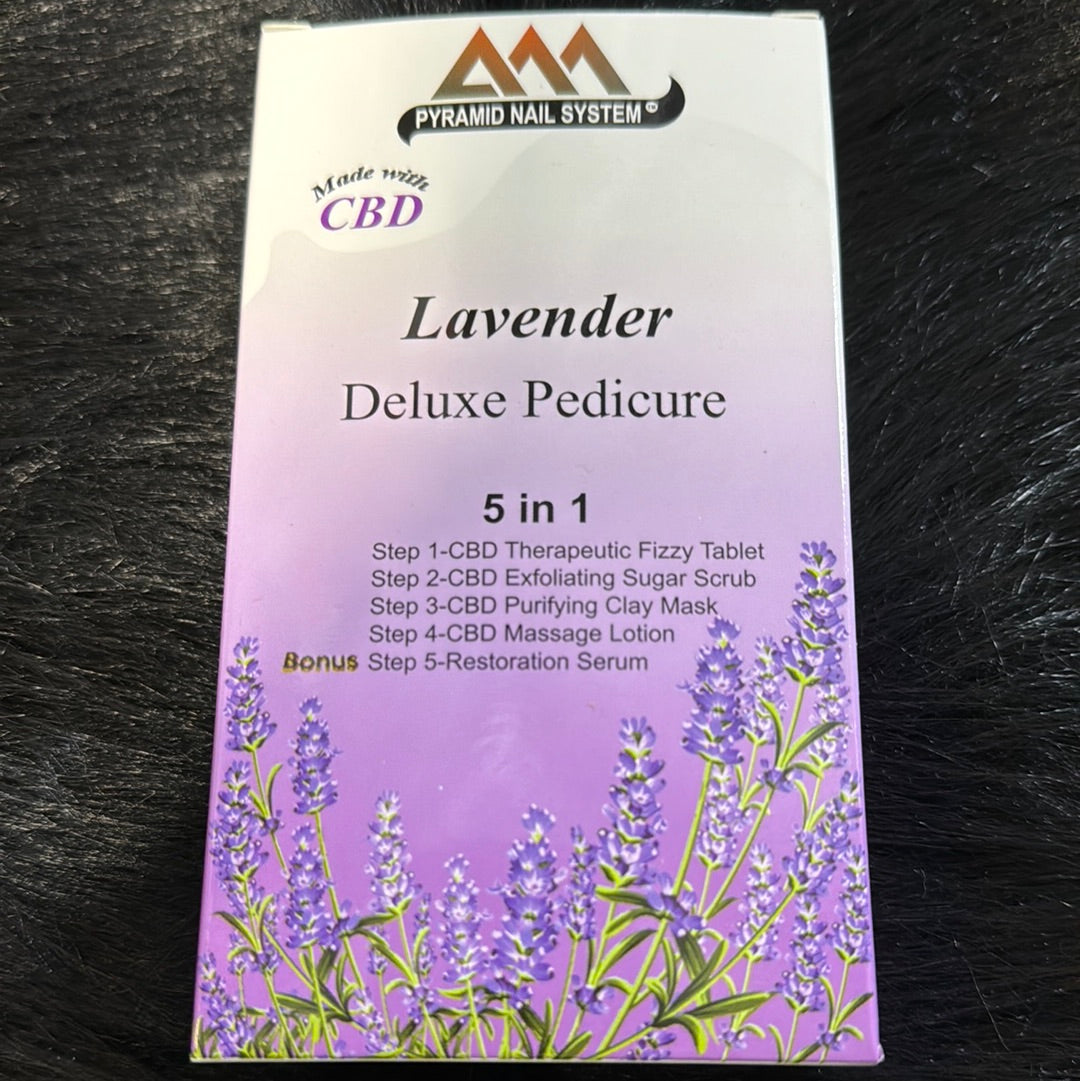 PYRAMID NAIL SYSTEM™
Made with
CBD
Lavender
Deluxe Pedicure
5 in 1
Step 1-CBD Therapeutic Fizzy Tablet
Step 2-CBD Exfoliating Sugar Scrub
Step 3-CBD Purifying Clay Mask
Step 4-CBD Massage Lotion
Bonus Step 5-Restoration Serum